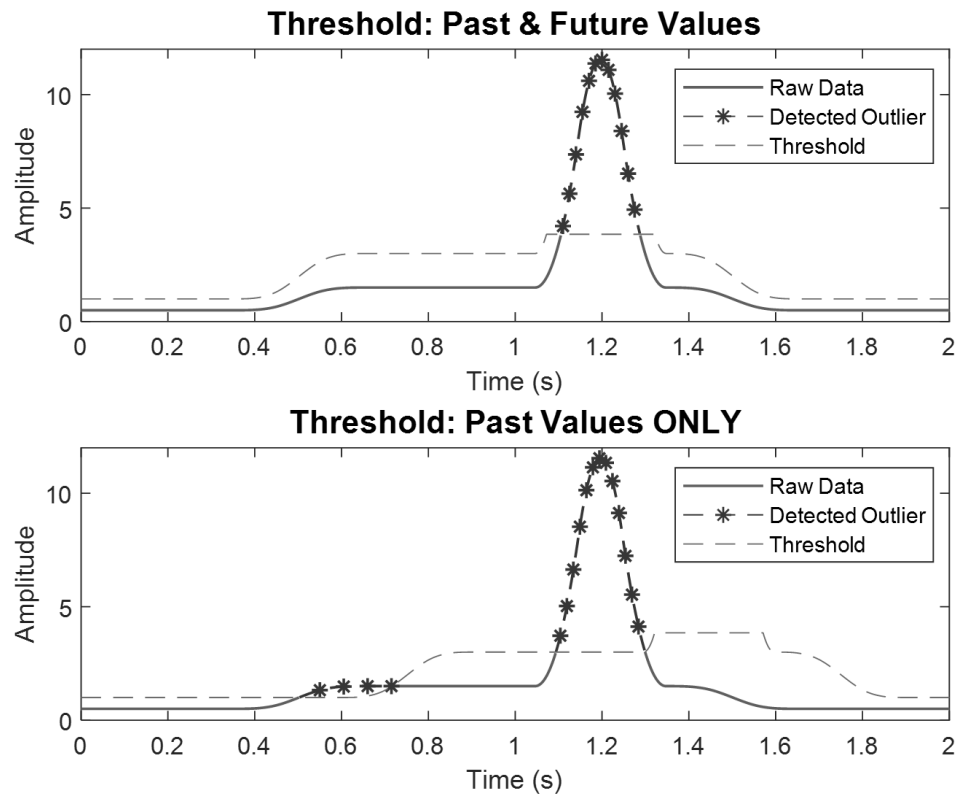 Threshold: Past & Future Values
10
5
0
Amplitude
Raw Data
Detected Outlier
Threshold
0 0.2 0.4 0.6 0.8 1 1.2 1.4 1.6 1.8 2
Time (s)
Threshold: Past Values ONLY
10
5
0
Amplitude
Raw Data
Detected Outlier
Threshold
0 0.2 0.4 0.6 0.8 1 1.2 1.4 1.6 1.8 2
Time (s)